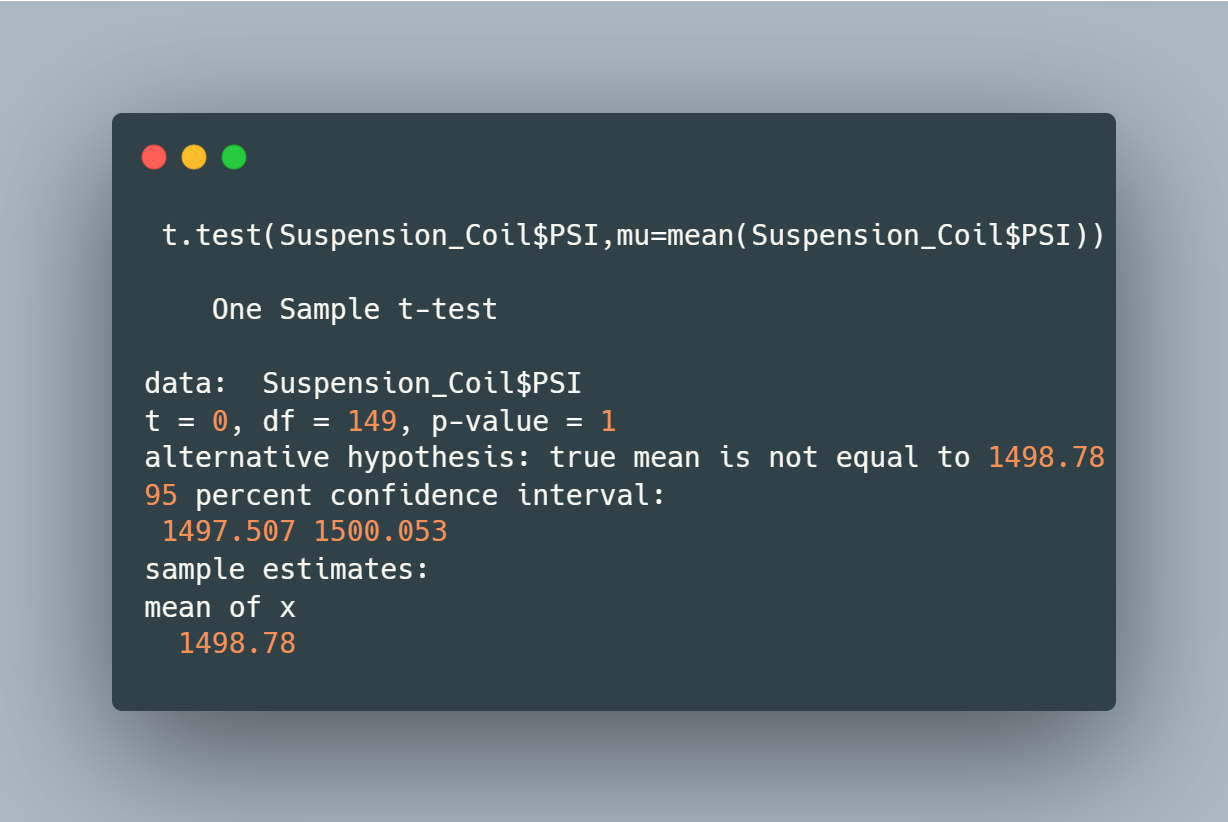 t.test(Suspension_Coil$PSI,mu=mean(Suspension_Coil$PSI))
One Sample t-test
data:  Suspension_Coil$PSI
t = 0, df = 149, p-value = 1
alternative hypothesis: true mean is not equal to 1498.78
95 percent confidence interval:
1497.507 1500.053
sample estimates:
mean of x
1498.78